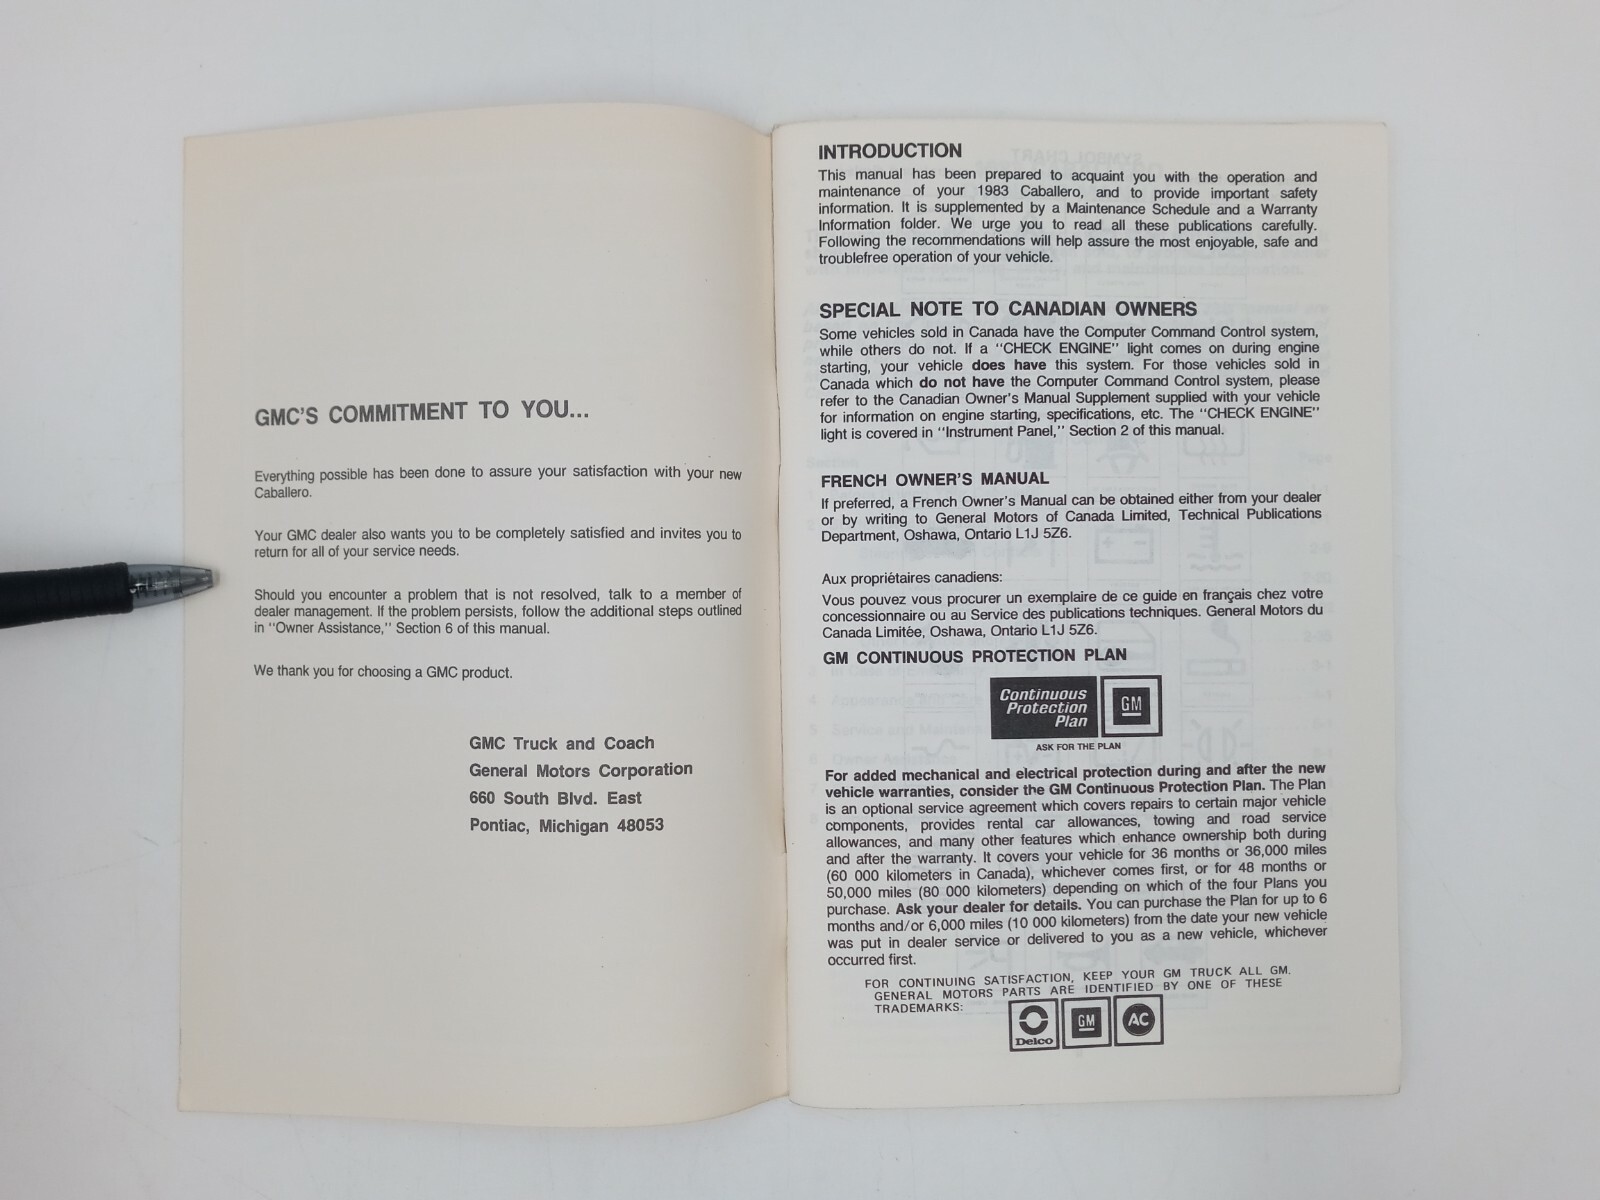 GMC'S COMMITMENT TO YOU...
Everything possible has been done to assure your satisfaction with your new
Caballero.
Your GMC dealer also wants you to be completely satisfied and invites you to
return for all of your service needs.
Should you encounter a problem that is not resolved, talk to a member of
dealer management. If the problem persists, follow the additional steps outlined
in "Owner Assistance," Section 6 of this manual.
We thank you for choosing a GMC product.
GMC Truck and Coach
General Motors Corporation
660 South Blvd. East
Pontiac, Michigan 48053
INTRODUCTION
This manual has been prepared to acquaint you with the operation and
maintenance of your 1983 Caballero, and to provide important safety
information. It is supplemented by a Maintenance Schedule and a Warranty
Information folder. We urge you to read all these publications carefully.
Following the recommendations will help assure the most enjoyable, safe and
troublefree operation of your vehicle.
SPECIAL NOTE TO CANADIAN OWNERS
Some vehicles sold in Canada have the Computer Command Control system,
while others do not. If a "CHECK ENGINE" light comes on during engine
starting, your vehicle does have this system. For those vehicles sold in
Canada which do not have the Computer Command Control system, please
refer to the Canadian Owner's Manual Supplement supplied with your vehicle
for information on engine starting, specifications, etc. The "CHECK ENGINE"
light is covered in "Instrument Panel," Section 2 of this manual.
FRENCH OWNER'S MANUAL
If preferred, a French Owner's Manual can be obtained either from your dealer
or by writing to General Motors of Canada Limited, Technical Publications
Department, Oshawa, Ontario L1J 5Z6.
Aux propriétaires canadiens:
Vous pouvez vous procurer un exemplaire de ce guide en français chez votre
concessionnaire ou au Service des publications techniques. General Motors du
Canada Limitée, Oshawa, Ontario L1J 5Z6.
GM CONTINUOUS PROTECTION PLAN
Continuous
Protection
Plan
GM
ASK FOR THE PLAN
For added mechanical and electrical protection during and after the new
vehicle warranties, consider the GM Continuous Protection Plan. The Plan
is an optional service agreement which covers repairs to certain major vehicle
components, provides rental car allowances, towing and road service
allowances, and many other features which enhance ownership both during
and after the warranty. It covers your vehicle for 36 months or 36,000 miles
(60 000 kilometers in Canada), whichever comes first, or for 48 months or
50,000 miles (80 000 kilometers) depending on which of the four Plans you
purchase. Ask your dealer for details. You can purchase the Plan for up to 6
months and/or 6,000 miles (10 000 kilometers) from the date your new vehicle
was put in dealer service or delivered to you as a new vehicle, whichever
occurred first.
FOR CONTINUING SATISFACTION, KEEP YOUR GM TRUCK ALL GM.
GENERAL MOTORS PARTS ARE IDENTIFIED BY ONE OF THESE
TRADEMARKS:
Delco
GM
AC